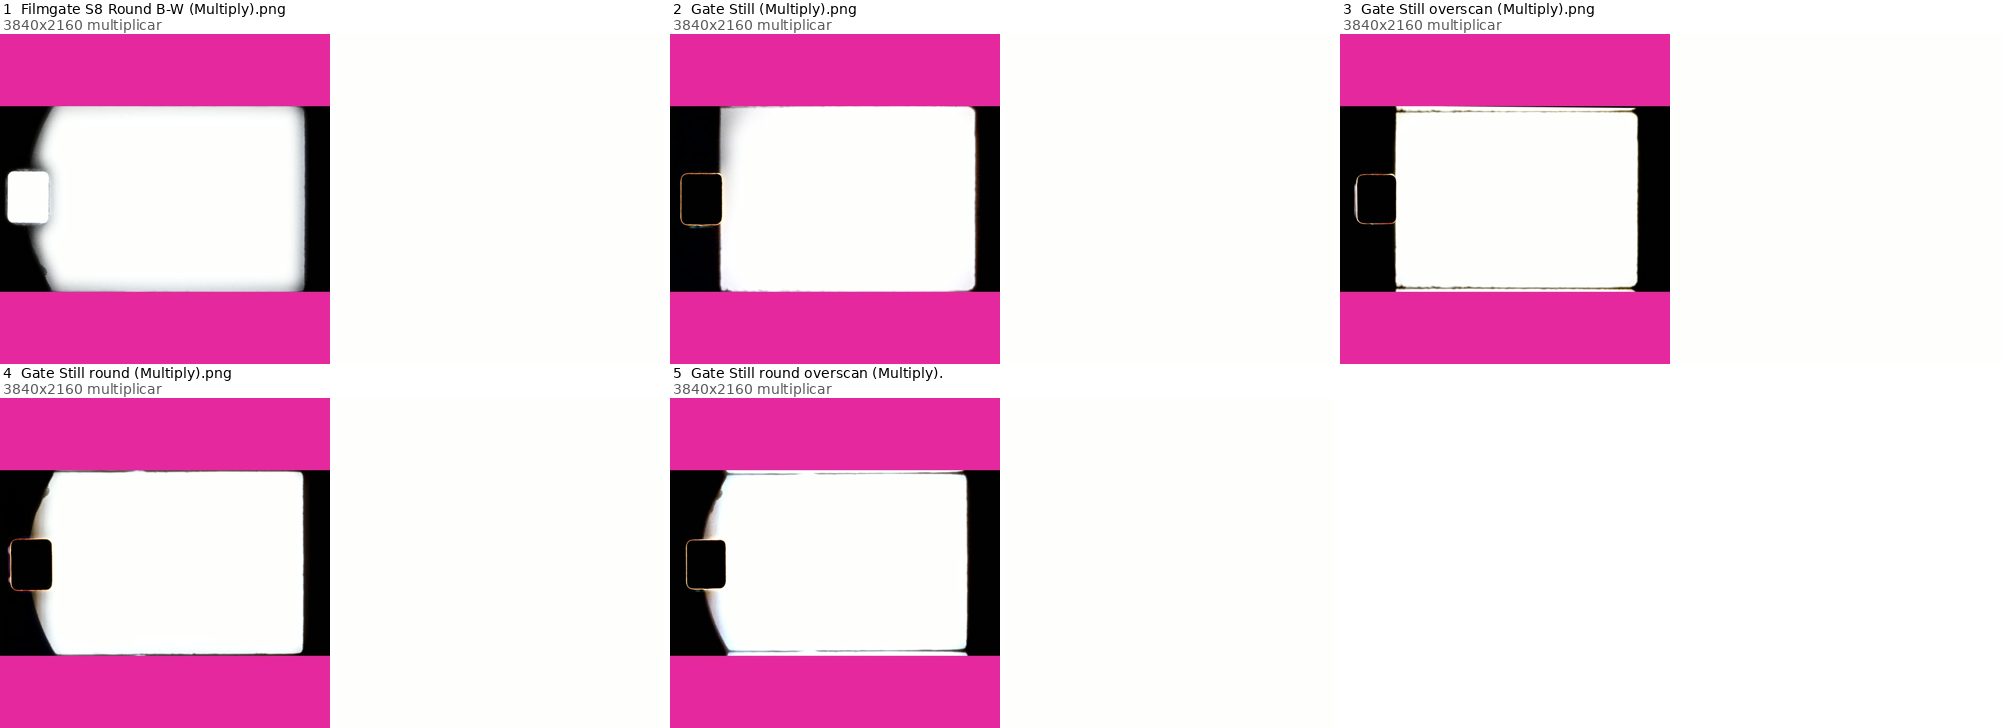 1 Filmgate S8 Round B-W (Multiply).png
3840x2160 multiplicar
2 Gate Still (Multiply).png
3840x2160 multiplicar
3 Gate Still overscan (Multiply).png
3840x2160 multiplicar
4 Gate Still round (Multiply).png
3840x2160 multiplicar
5 Gate Still round overscan (Multiply).
3840x2160 multiplicar